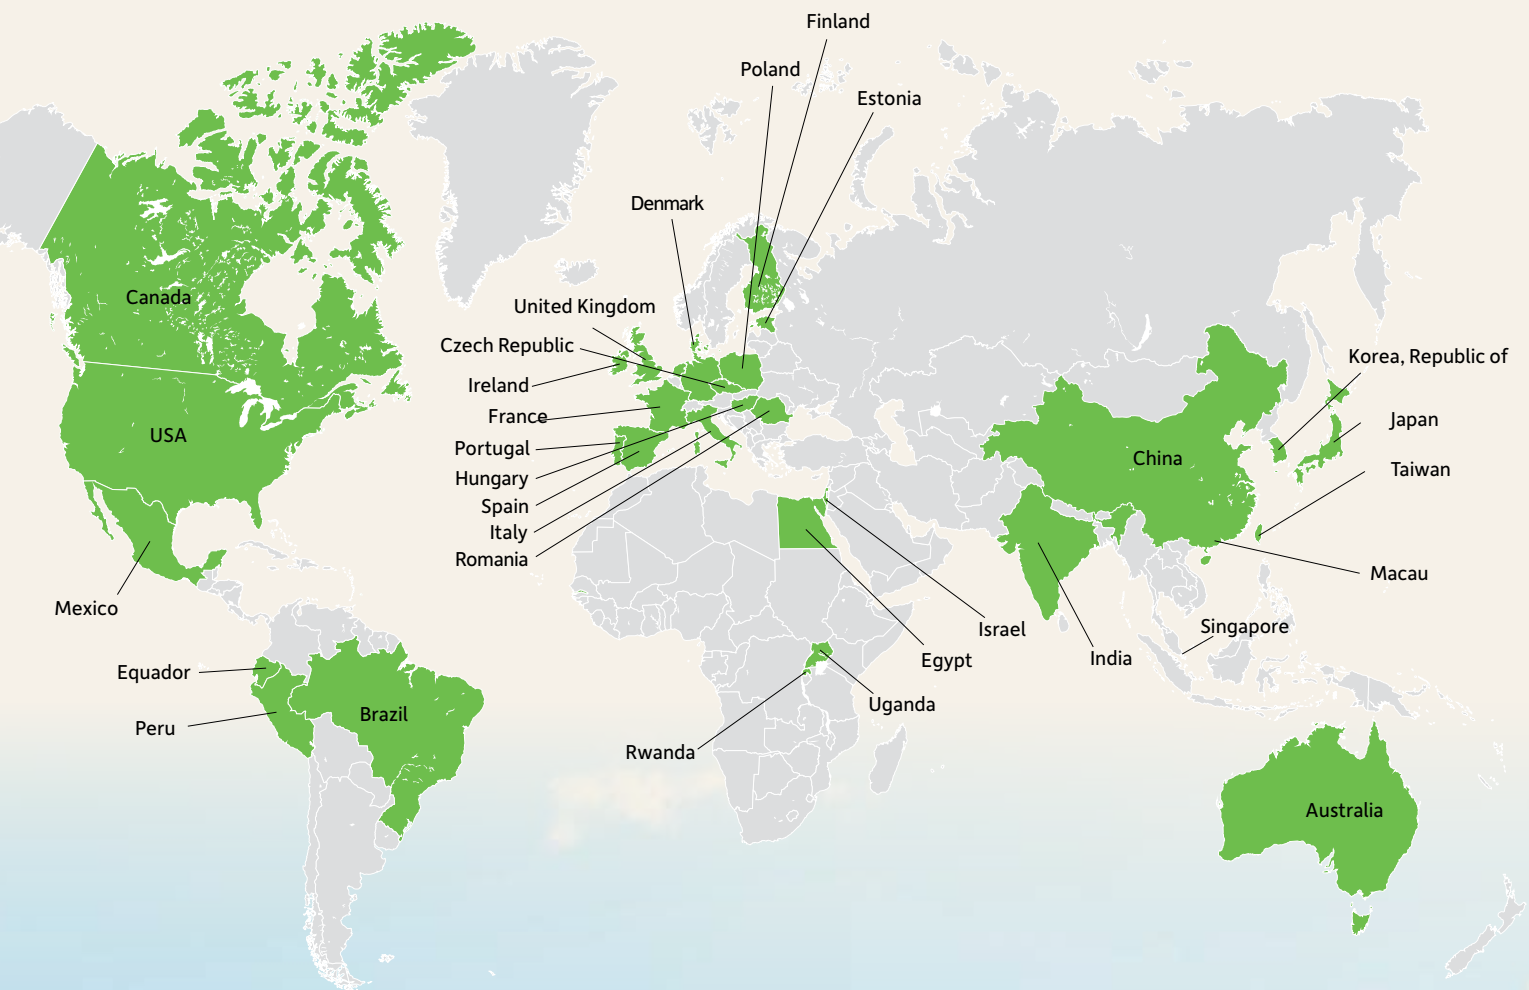 Finland
Poland
Estonia
Denmark
United Kingdom
Canada
Czech Republic
Korea, Republic of
Ireland
France
Japan
USA
Portugal
China
Taiwan
Hungary
Spain
Italy
Romania
Macau
Mexico
Singapore
Israel
India
Egypt
Equador
Uganda
Brazil
Peru
Rwanda
Australia